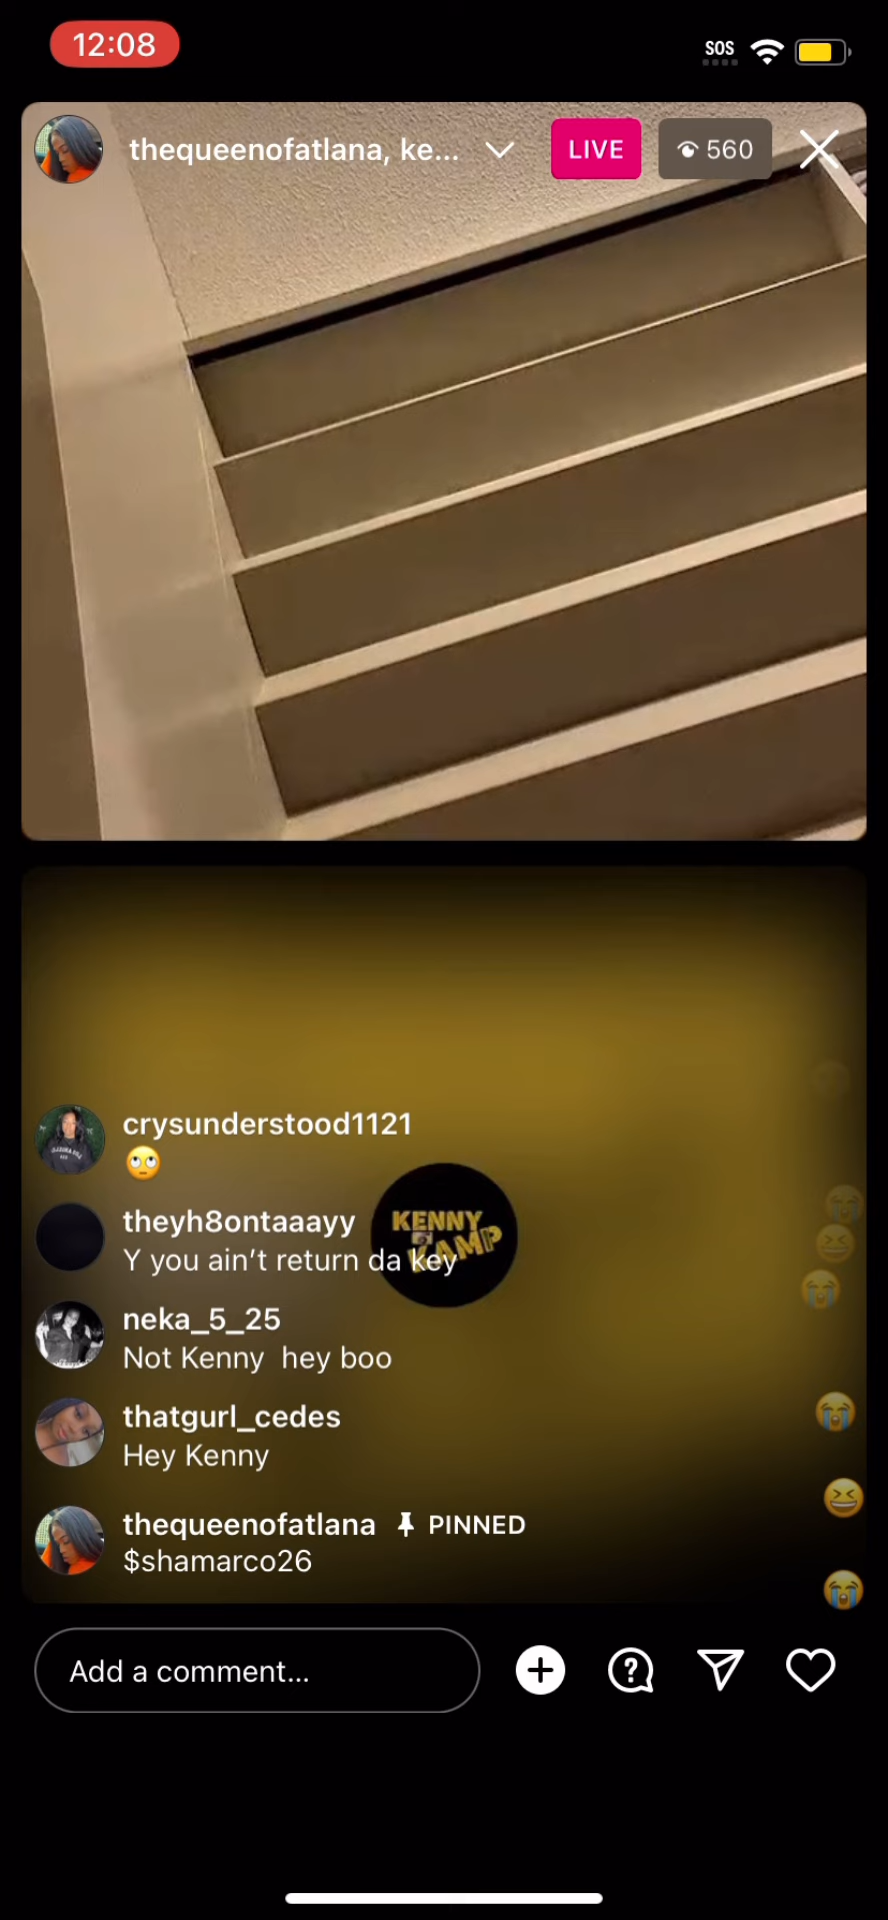 12:08
SOS
thequeenofatlana, ke...
LIVE
560
crysunderstood1121
🙄
theyh8ontaaayy
Y you ain’t return da key
KENNY
KAMP
neka_5_25
Not Kenny  hey boo
thatgurl_cedes
Hey Kenny
thequeenofatlana PINNED
$shamarco26
Add a comment...